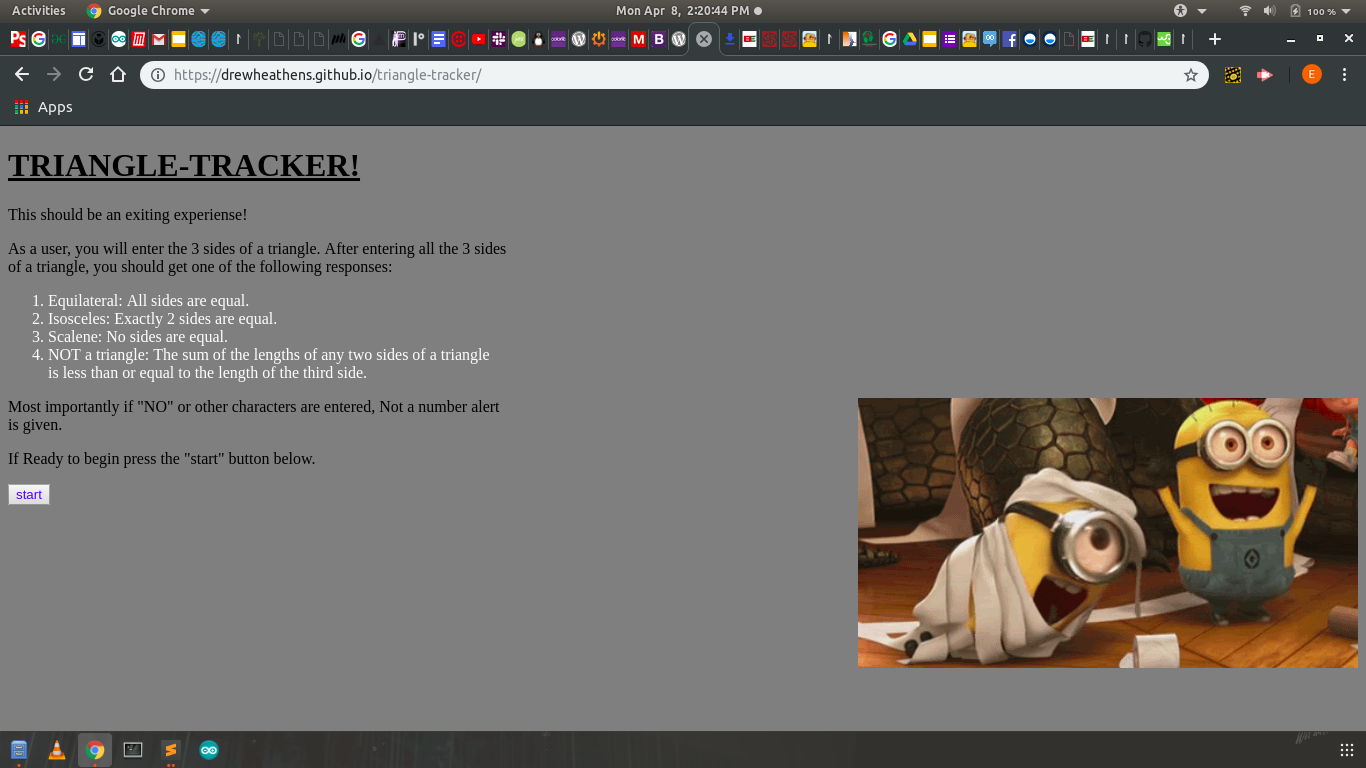 Activities Google Chrome Mon Apr 8, 2:20:44 PM 100 %
https://drewheathens.github.io/triangle-tracker/ E
Apps
TRIANGLE-TRACKER!
This should be an exiting experiense!
As a user, you will enter the 3 sides of a triangle. After entering all the 3 sides
of a triangle, you should get one of the following responses:
1. Equilateral: All sides are equal.
2. Isosceles: Exactly 2 sides are equal.
3. Scalene: No sides are equal.
4. NOT a triangle: The sum of the lengths of any two sides of a triangle
is less than or equal to the length of the third side.
Most importantly if "NO" or other characters are entered, Not a number alert
is given.
If Ready to begin press the "start" button below.
start